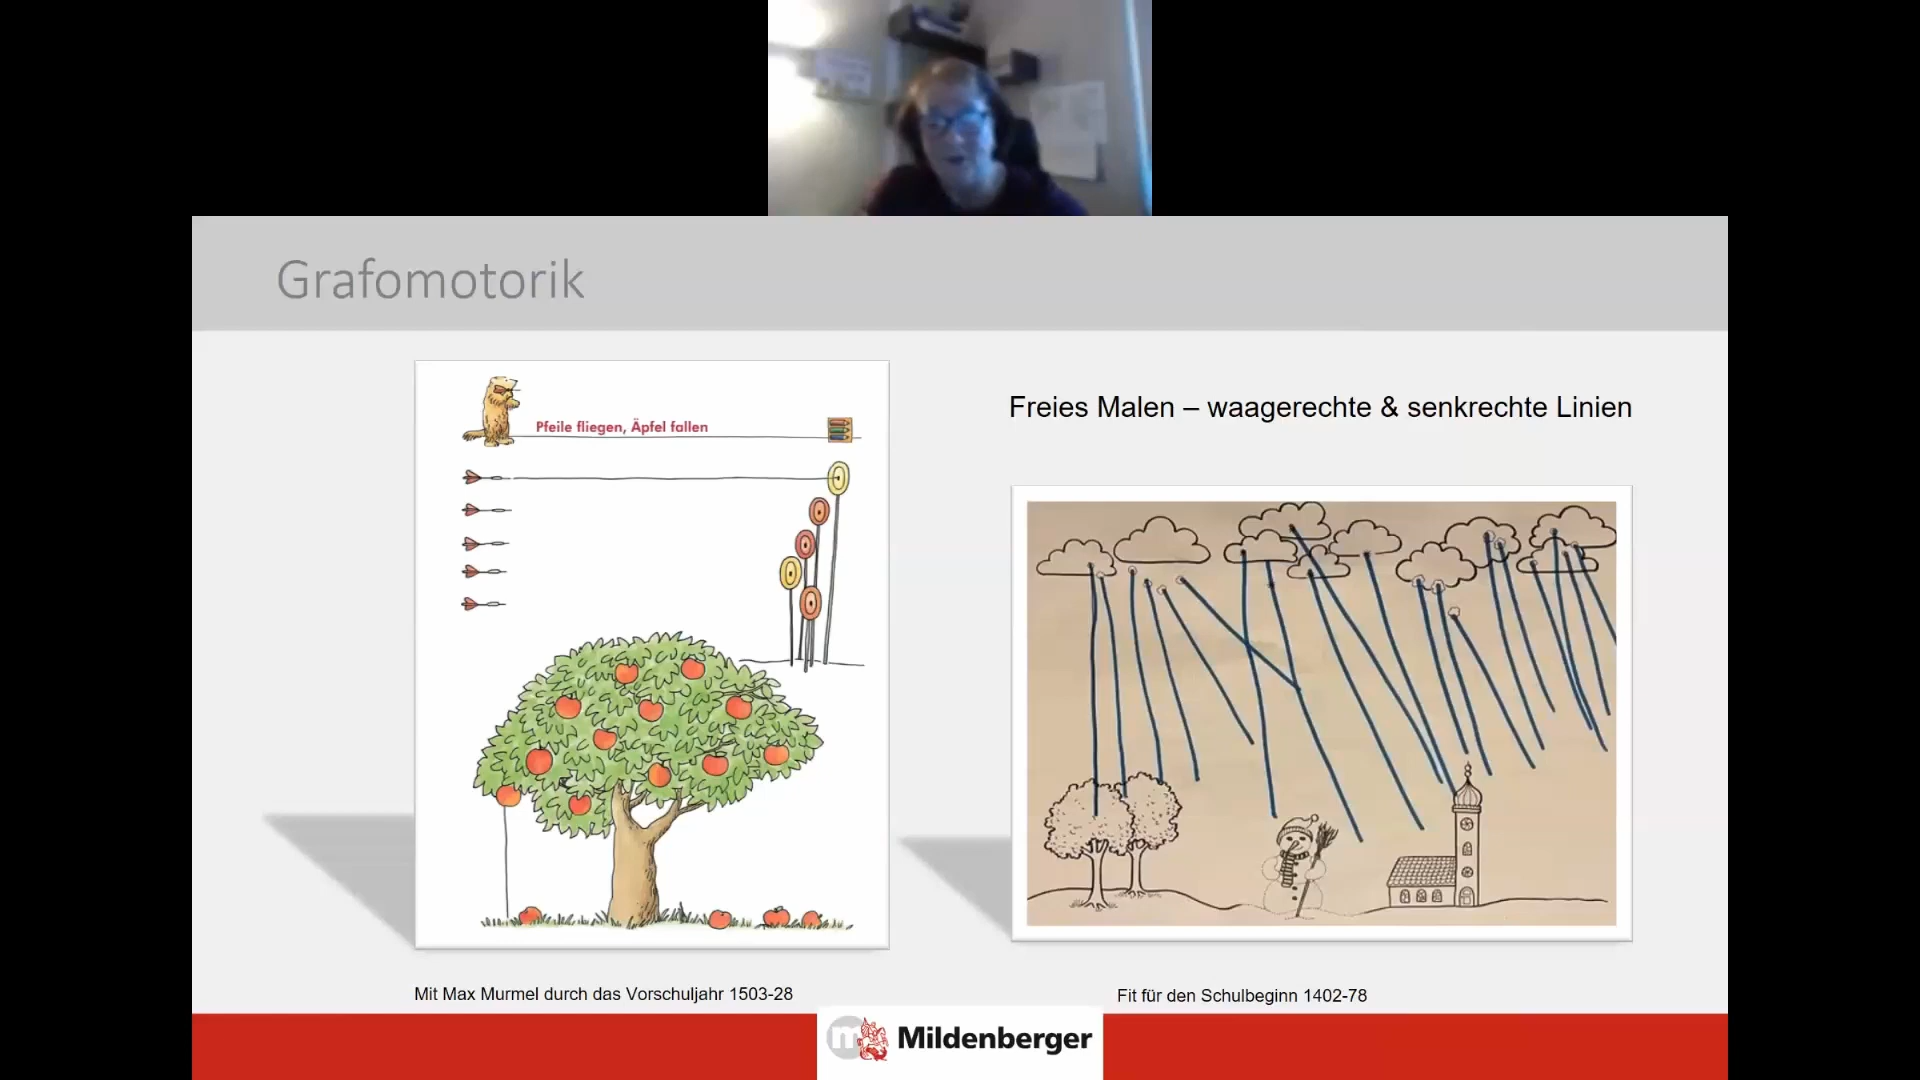 Grafomotorik
Pfeile fliegen, Äpfel fallen
Freies Malen – waagerechte & senkrechte Linien
Mit Max Murmel durch das Vorschuljahr 1503-28
Fit für den Schulbeginn 1402-78
m Mildenberger